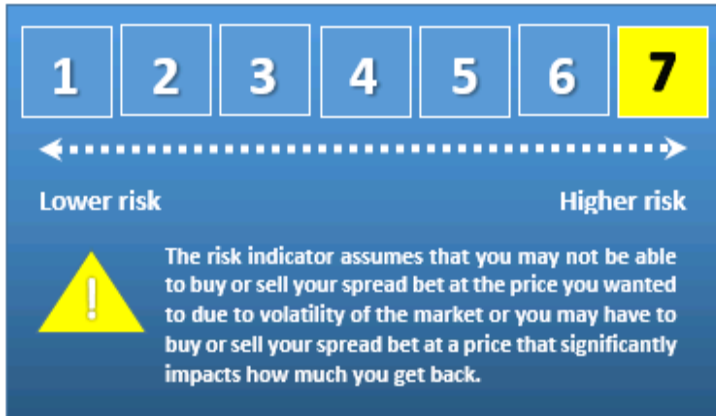 1 2 3 4 5 6 7
Lower risk Higher risk
!
The risk indicator assumes that you may not be able
to buy or sell your spread bet at the price you wanted
to due to volatility of the market or you may have to
buy or sell your spread bet at a price that significantly
impacts how much you get back.